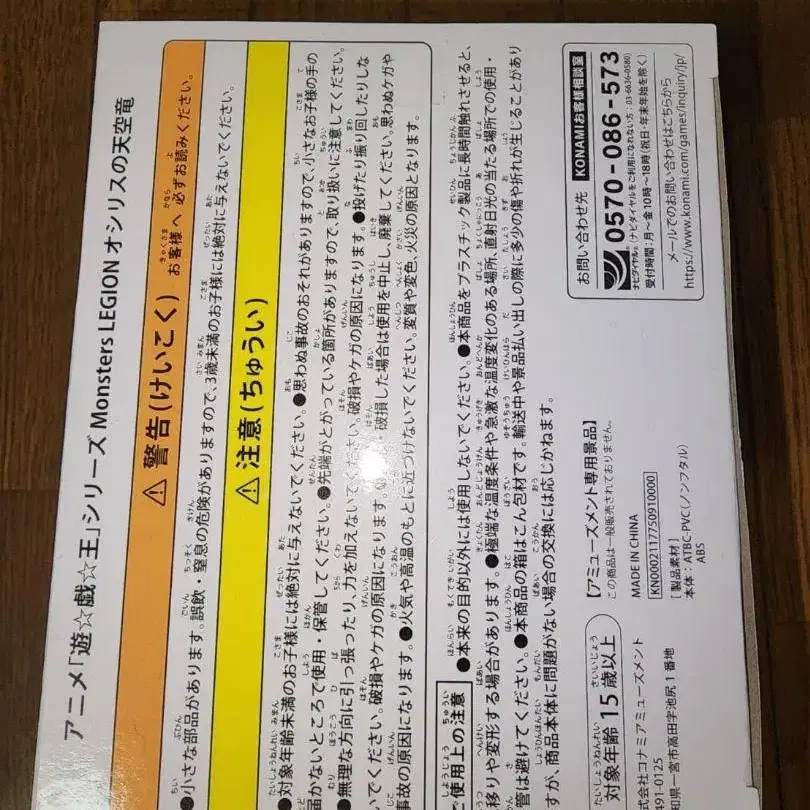 アニメ「遊☆戯☆王」シリーズ Monsters LEGION オシリスの天空竜
⚠ 警告(けいこく) お客様へ 必ずお読みください。
●小さな部品があります。誤飲、窒息の危険がありますので、3歳未満のお子様には絶対に与えないでください。
⚠ 注意(ちゅうい)
●対象年齢未満のお子様には絶対に与えないでください。●思わぬ事故のおそれがありますので、小さなお子様の手の
届かないところで使用・保管してください。●先端がとがっている箇所がありますので、取り扱いに注意してください。
●無理な方向に引っ張ったり、力を加えないでください。破損やケガの原因になります。●投げたり振り回したりしな
いでください。破損やケガの原因になります。 破損した場合は使用を中止し、廃棄してください。思わぬケガや
事故の原因になります。●火気や高温のもとに近づけないでください。変質や変色、火災の原因となります。
ご使用上の注意 ●本来の目的以外には使用しないでください。●本商品をプラスチック製品に長時間触れさせると、
移りや変形する場合があります。●極端な温度条件や急激な温度変化のある場所、直射日光の当たる場所での使用・
管は避けてください。●本商品の箱はこん包材です。輸送中や景品払い出しの際に多少の傷や折れが生じることがあり
すが、商品本体に問題がない場合の交換には応じかねます。
対象年齢 15歳以上
式会社コナミアミューズメント
491-0125
県一宮市高田字池尻1番地
【アミューズメント専用景品】
この商品は一般販売されておりません。
MADE IN CHINA
KN0002117750910000
[製品素材]
本体：ATBC-PVC(ノンフタル)
ABS
お問い合わせ先 KONAMIお客様相談室
0570-086-573
ナビダイヤル (ナビダイヤルをご利用になれない方：03-6636-0580)
受付時間：月～金10時～18時(祝日・年末年始を除く)
メールでのお問い合わせはこちらから
https://www.konami.com/games/inquiry/jp/